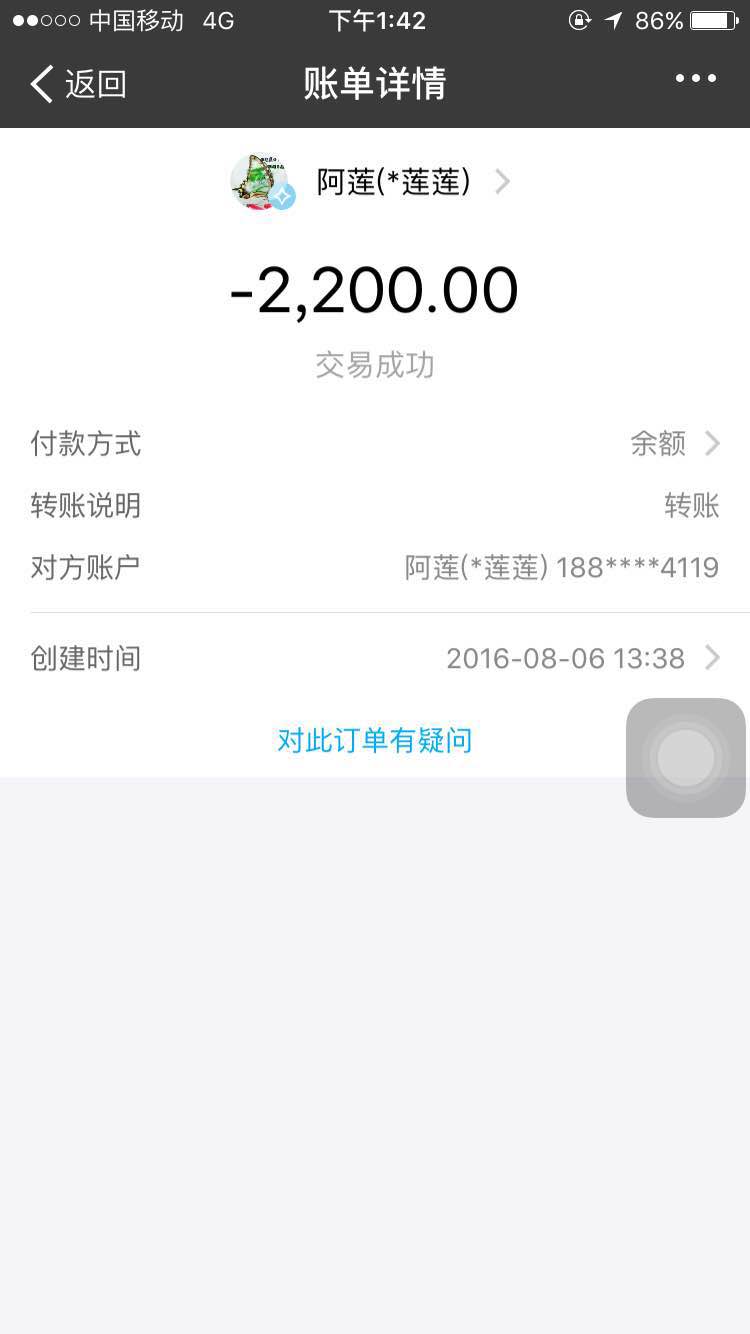 中国移动 4G 下午1:42 86%
返回 账单详情
阿莲(*莲莲)
-2,200.00
交易成功
付款方式 余额
转账说明 转账
对方账户 阿莲(*莲莲) 188****4119
创建时间 2016-08-06 13:38
对此订单有疑问